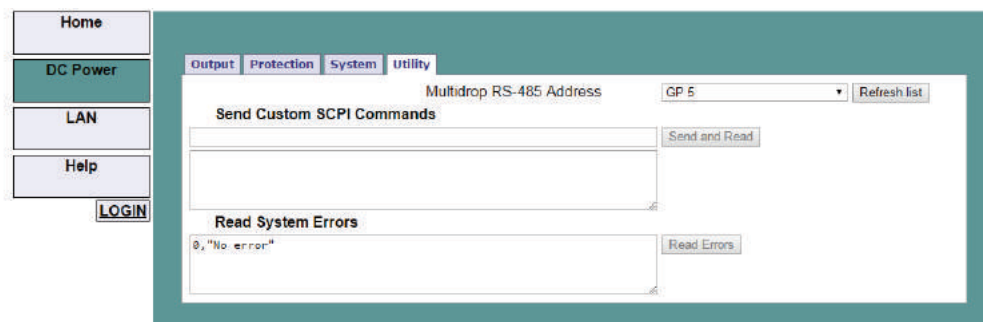 Home
DC Power
LAN
Help
LOGIN
Output Protection System Utility
Multidrop RS-485 Address GP 5 Refresh list
Send Custom SCPI Commands
Send and Read
Read System Errors
0,"No error" Read Errors